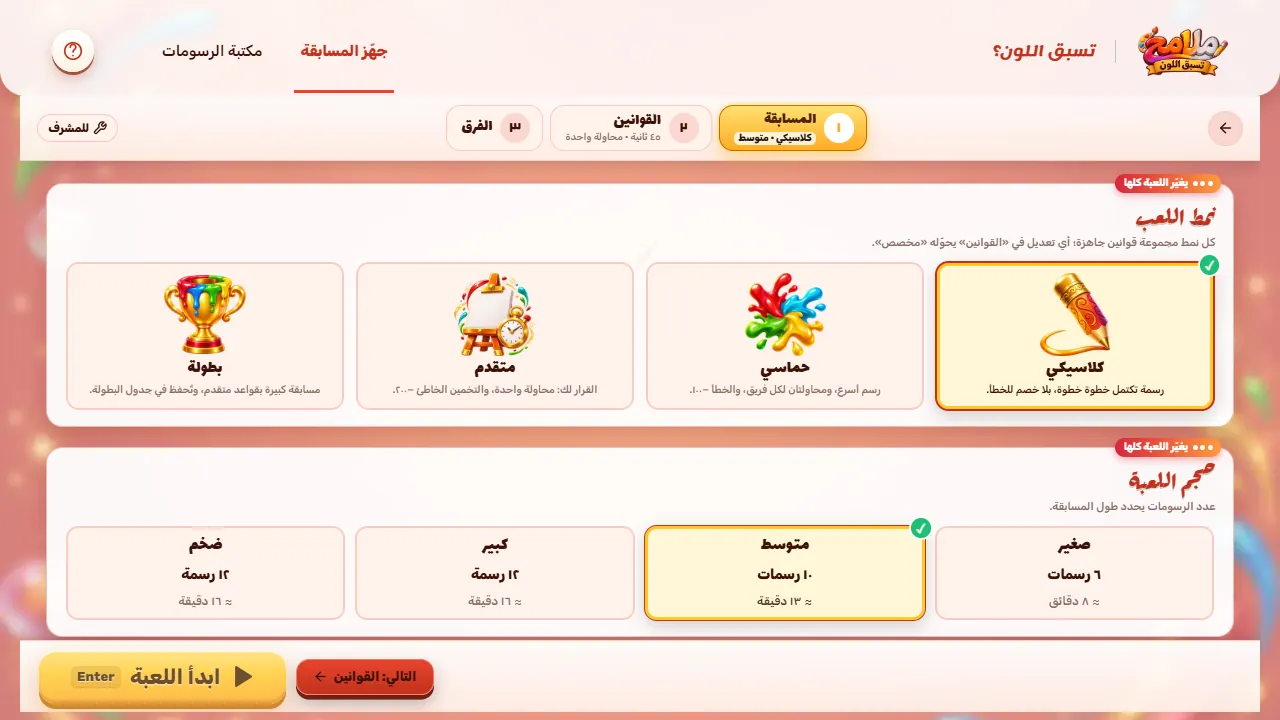 ملامح
تسبق اللون
تسبق اللون؟
جهّز المسابقة
مكتبة الرسومات
١
المسابقة
كلاسيكي • متوسط
٢
القوانين
٤٥ ثانية • محاولة واحدة
٣
الفرق
للمشرف
يغيّر اللعبة كلها
نمط اللعب
كل نمط مجموعة قوانين جاهزة؛ أي تعديل في «القوانين» يحوّله «مخصص».
كلاسيكي
رسمة تكتمل خطوة خطوة، بلا خصم للخطأ.
حماسي
رسم أسرع، ومحاولتان لكل فريق، والخطأ −١٠٠.
متقدم
القرار لك: محاولة واحدة، والتخمين الخاطئ −٢٠٠.
بطولة
مسابقة كبيرة بقواعد متقدم، وتُحفظ في جدول البطولة.
يغيّر اللعبة كلها
حجم اللعبة
عدد الرسومات يحدد طول المسابقة.
صغير
٦ رسمات
≈ ٨ دقائق
متوسط
١٠ رسمات
≈ ١٣ دقيقة
كبير
١٢ رسمة
≈ ١٦ دقيقة
ضخم
١٢ رسمة
≈ ١٦ دقيقة
التالي: القوانين ←
ابدأ اللعبة Enter